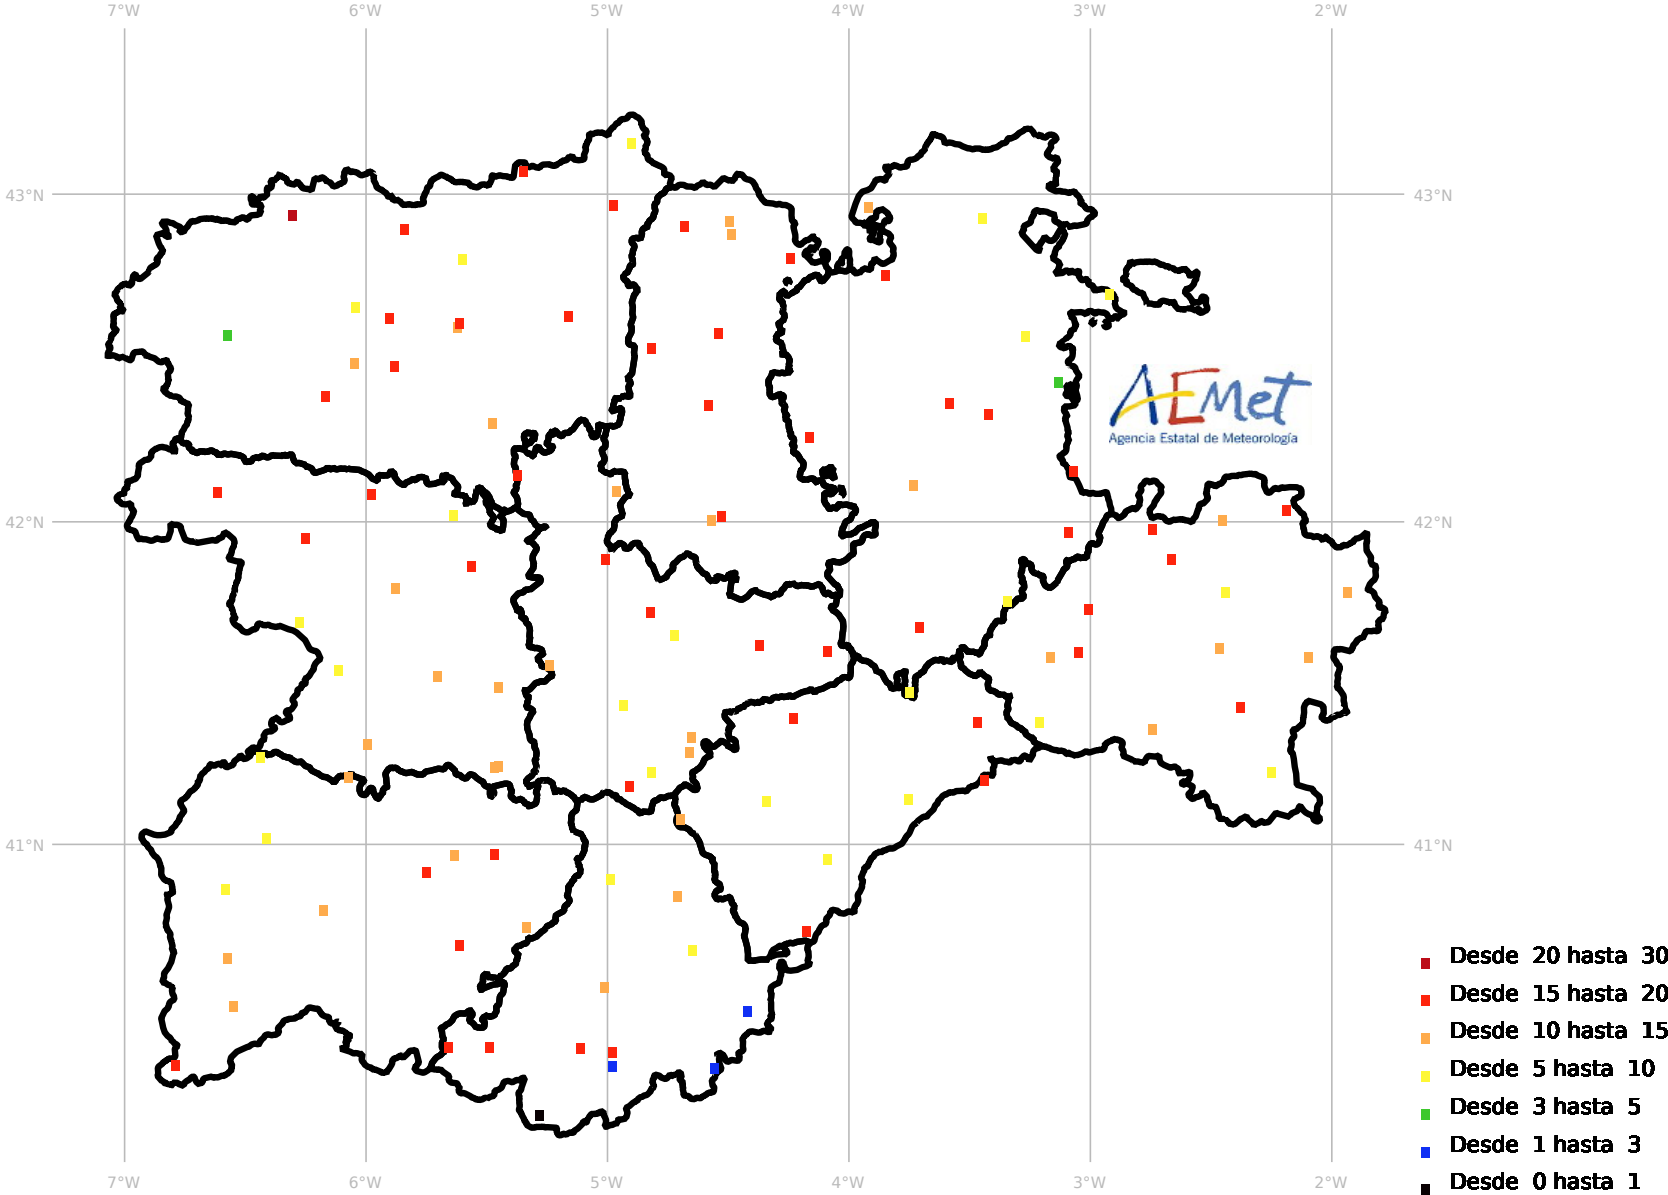 7°W 6°W 5°W 4°W 3°W 2°W
43°N 43°N
AEMet
Agencia Estatal de Meteorología
42°N 42°N
41°N 41°N
Desde 20 hasta 30
Desde 15 hasta 20
Desde 10 hasta 15
Desde 5 hasta 10
Desde 3 hasta 5
Desde 1 hasta 3
Desde 0 hasta 1
7°W 6°W 5°W 4°W 3°W 2°W